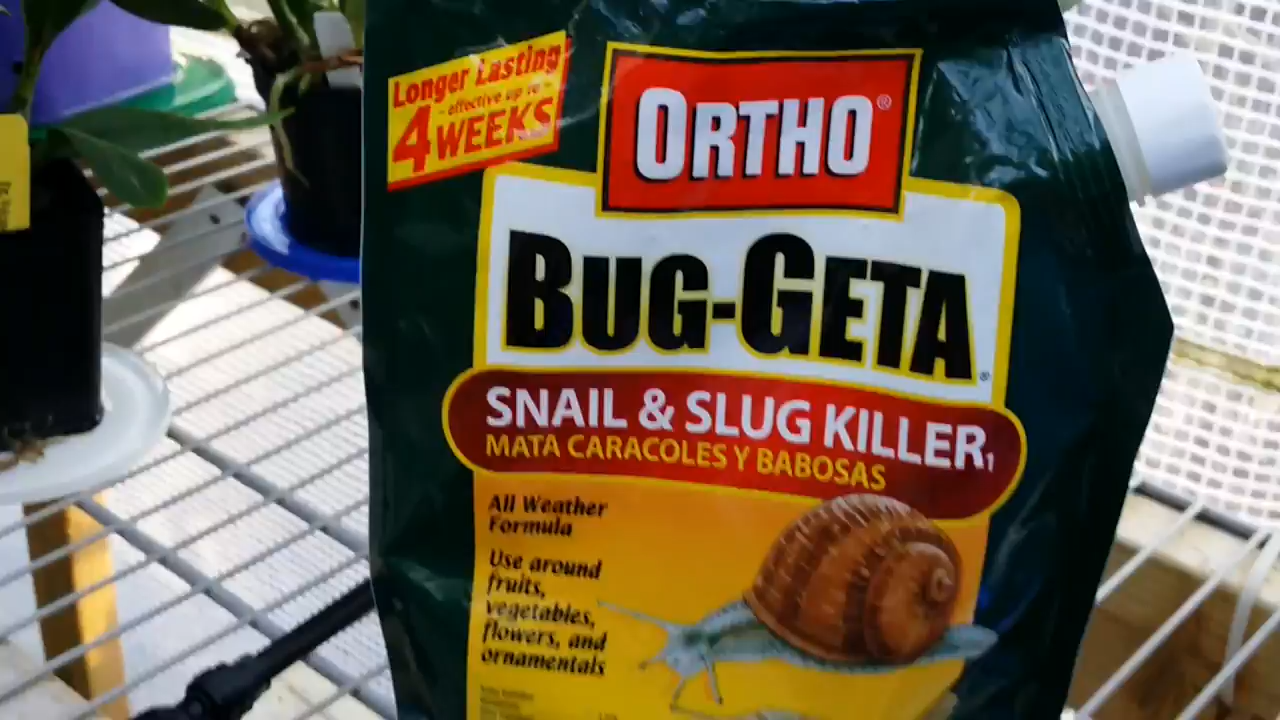 Longer Lasting
- effective up to -
4 WEEKS
ORTHO®
BUG-GETA®
SNAIL & SLUG KILLER1
MATA CARACOLES Y BABOSAS
All Weather
Formula
Use around
fruits,
vegetables,
flowers, and
ornamentals